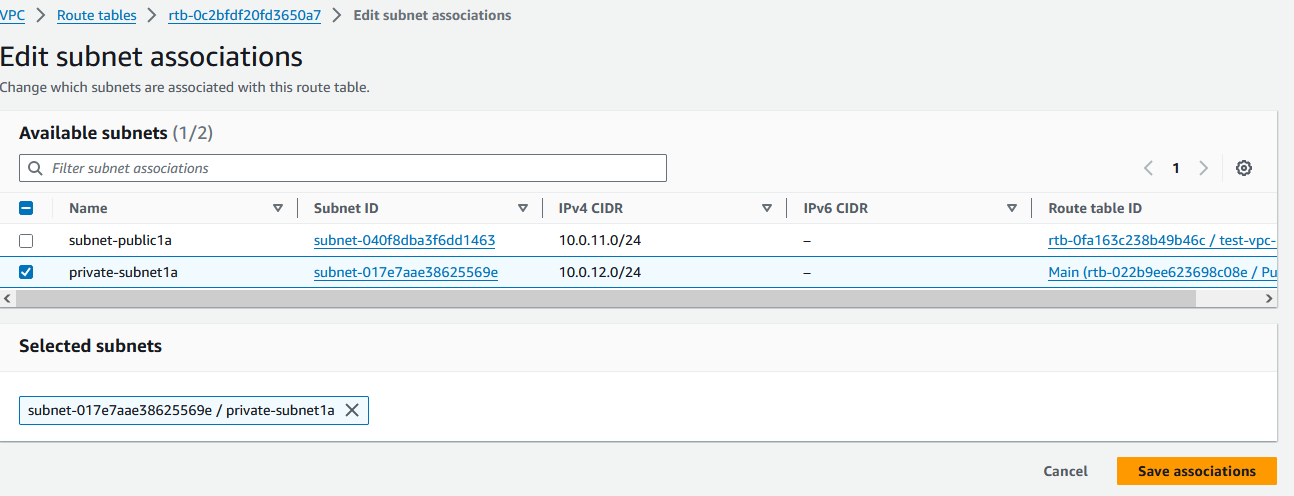 VPC > Route tables > rtb-0c2bfdf20fd3650a7 > Edit subnet associations
Edit subnet associations
Change which subnets are associated with this route table.
Available subnets (1/2)
Filter subnet associations
1
Name Subnet ID IPv4 CIDR IPv6 CIDR Route table ID
subnet-public1a subnet-040f8dba3f6dd1463 10.0.11.0/24 – rtb-0fa163c238b49b46c / test-vpc-
private-subnet1a subnet-017e7aae38625569e 10.0.12.0/24 – Main (rtb-022b9ee623698c08e / Pu
Selected subnets
subnet-017e7aae38625569e / private-subnet1a
Cancel Save associations